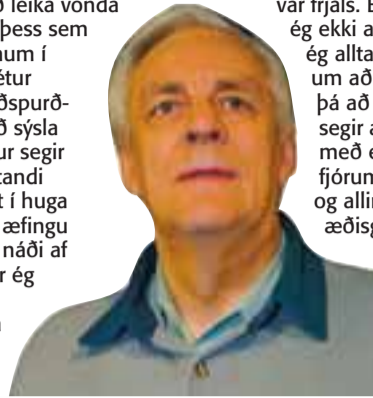 ð leika vonda
þess sem
num í
étur
ðspurð-
ð sýsla
ur segir
tandi
t í huga
æfingu
náði af
r ég
var frjáls. E
ég ekki a
ég allta
um að
þá að
segir a
með e
fjórum
og allir
æðisg